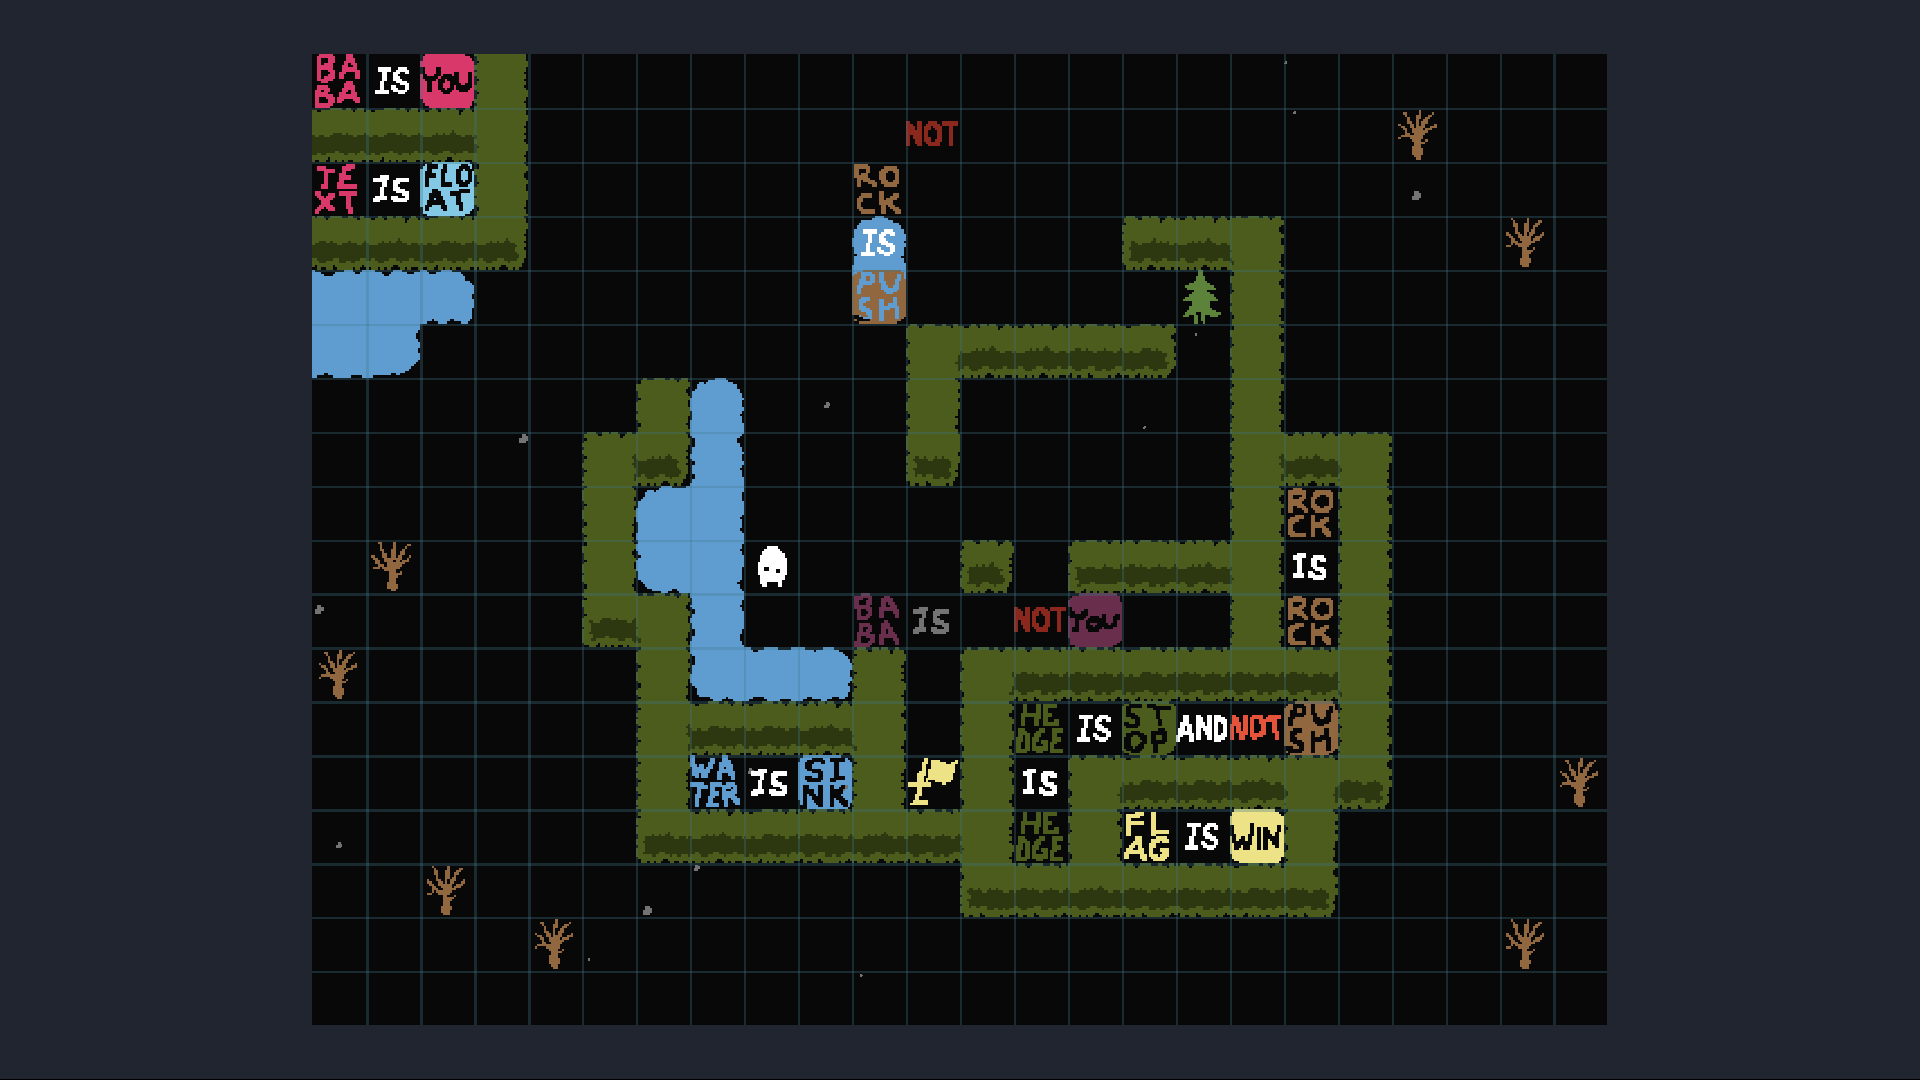 BABA IS YOU
NOT
TEXT IS FLOAT
ROCK
IS
PUSH
ROCK
IS
ROCK
BABA IS NOT YOU
HEDGE IS STOP AND NOT PUSH
WATER IS SINK
IS
HEDGE
FLAG IS WIN